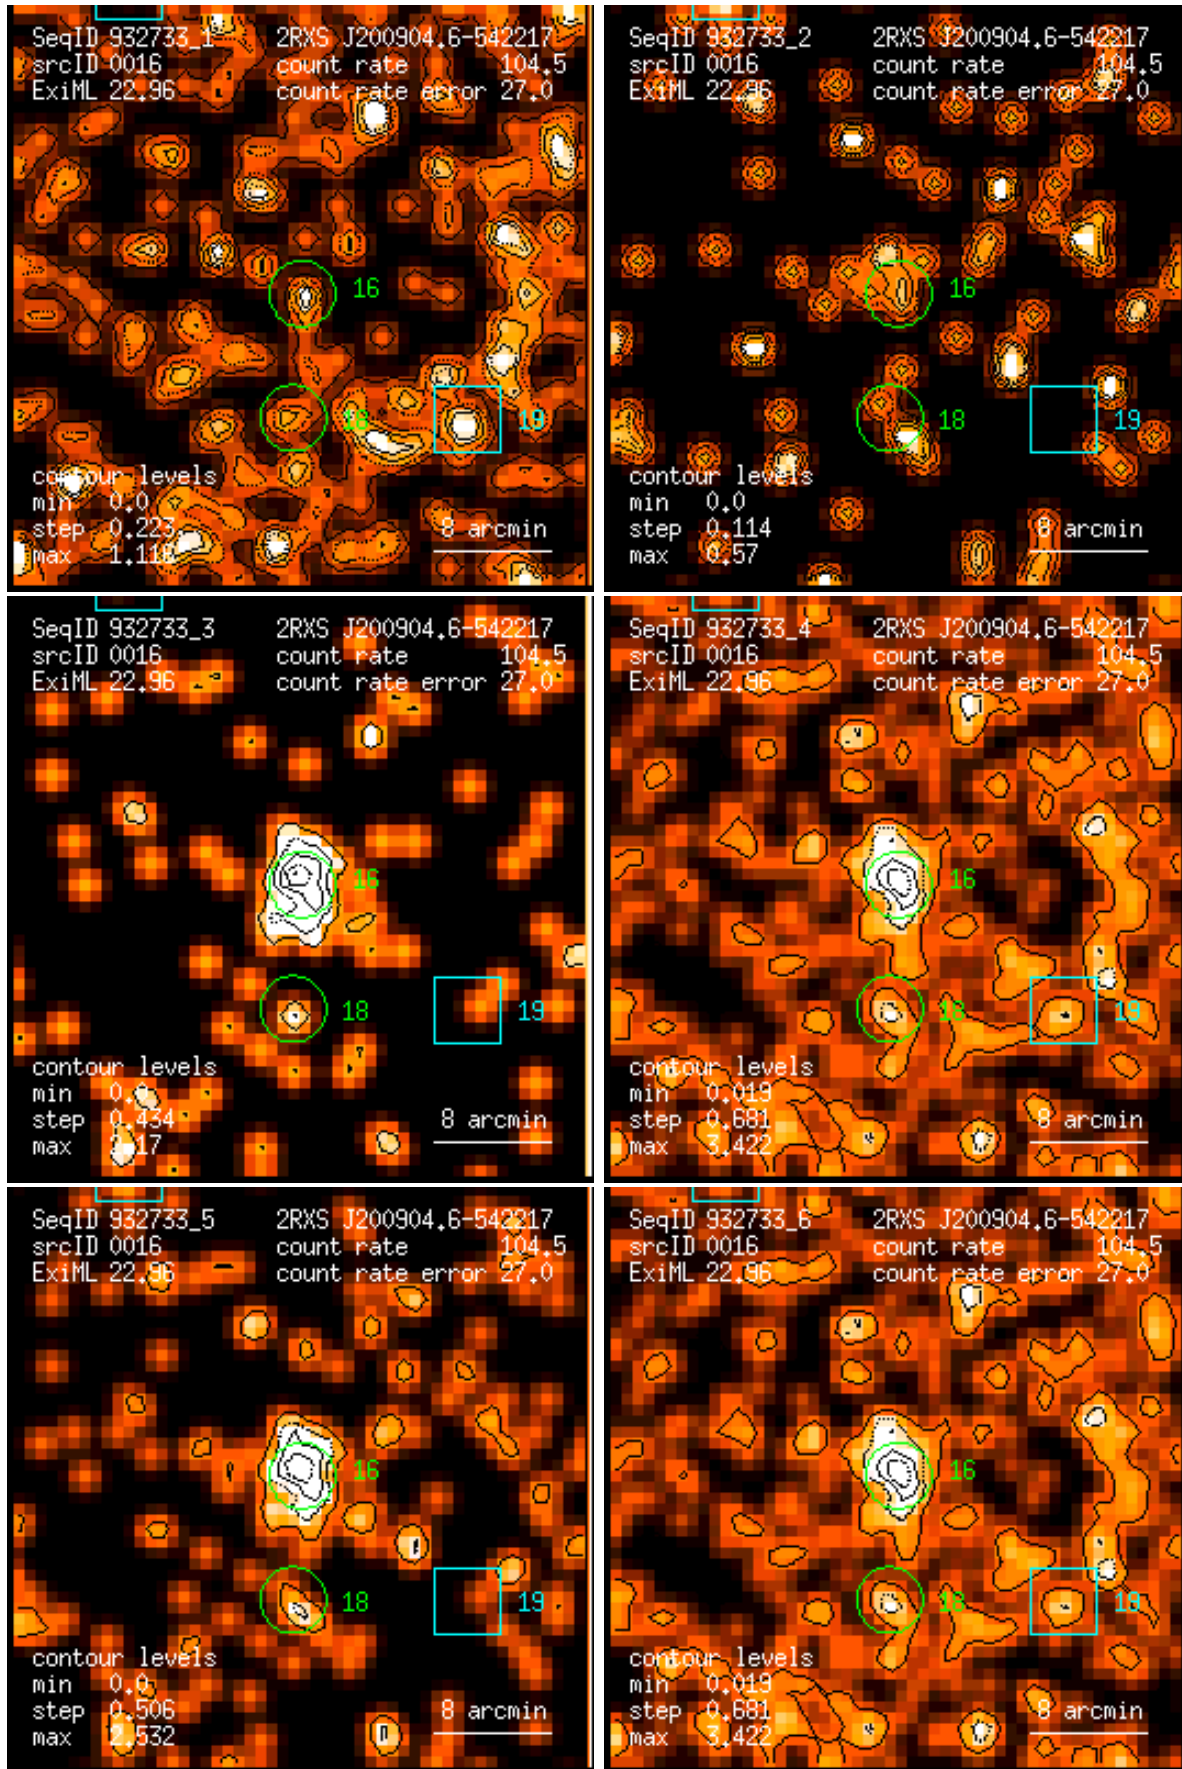 SeqID 932733_1 2RXS J200904.6-542217
srcID 0016 count rate 104.5
ExiML 22.96 count rate error 27.0
16
18
19
contour levels
min 0.0
step 0.223
max 1.118
8 arcmin
SeqID 932733_2 2RXS J200904.6-542217
srcID 0016 count rate 104.5
ExiML 22.96 count rate error 27.0
16
18
19
contour levels
min 0.0
step 0.114
max 0.57
8 arcmin
SeqID 932733_3 2RXS J200904.6-542217
srcID 0016 count rate 104.5
ExiML 22.96 count rate error 27.0
16
18
19
contour levels
min 0.0
step 0.434
max 2.17
8 arcmin
SeqID 932733_4 2RXS J200904.6-542217
srcID 0016 count rate 104.5
ExiML 22.96 count rate error 27.0
16
18
19
contour levels
min 0.019
step 0.681
max 3.422
8 arcmin
SeqID 932733_5 2RXS J200904.6-542217
srcID 0016 count rate 104.5
ExiML 22.96 count rate error 27.0
16
18
19
contour levels
min 0.0
step 0.506
max 2.532
8 arcmin
SeqID 932733_6 2RXS J200904.6-542217
srcID 0016 count rate 104.5
ExiML 22.96 count rate error 27.0
16
18
19
contour levels
min 0.019
step 0.681
max 3.422
8 arcmin